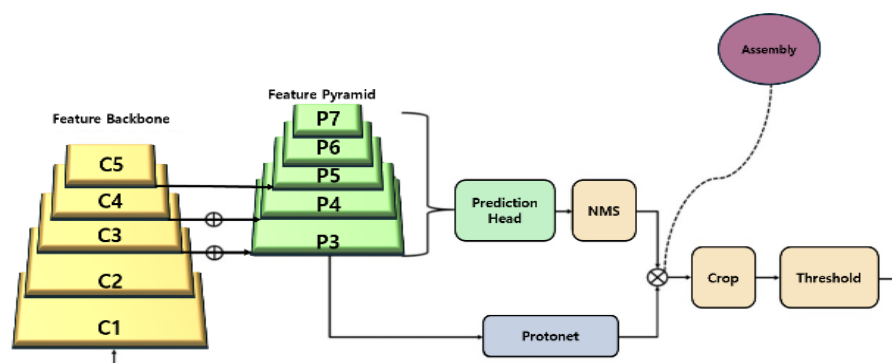 Assembly
Feature Pyramid
Feature Backbone
P7
P6
P5
P4
P3
C5
C4
C3
C2
C1
Prediction
Head
NMS
Crop
Threshold
Protonet